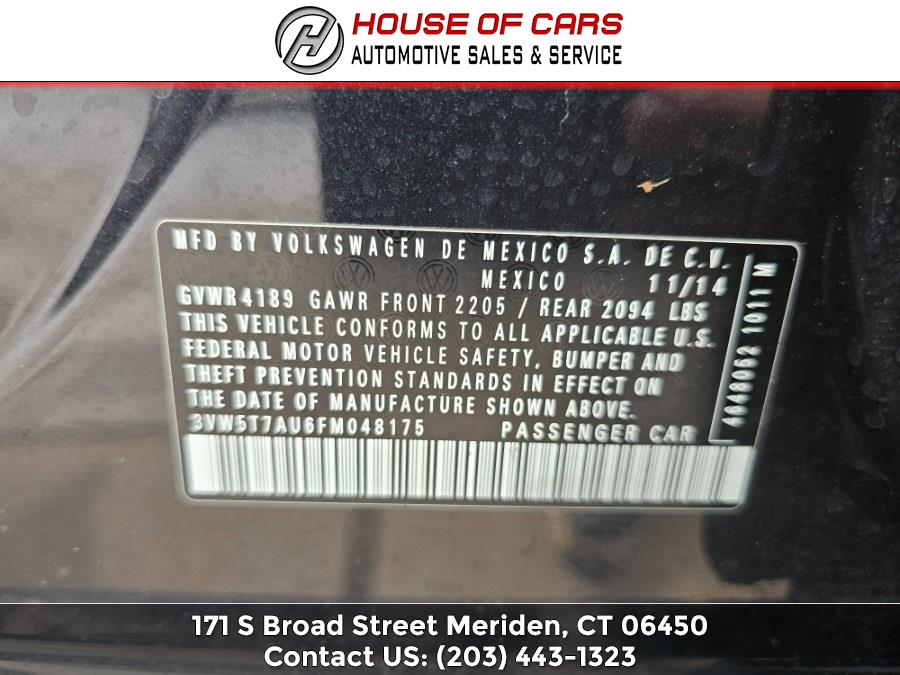 HOUSE OF CARS
AUTOMOTIVE SALES & SERVICE
MFD BY VOLKSWAGEN DE MEXICO S.A. DE C.V.
MEXICO 11/14
GVWR 4189 GAWR FRONT 2205 / REAR 2094 LBS
THIS VEHICLE CONFORMS TO ALL APPLICABLE U.S.
FEDERAL MOTOR VEHICLE SAFETY, BUMPER AND
THEFT PREVENTION STANDARDS IN EFFECT ON
THE DATE OF MANUFACTURE SHOWN ABOVE.
3VW5T7AU6FM048175 PASSENGER CAR
1011 M
171 S Broad Street Meriden, CT 06450
Contact US: (203) 443-1323